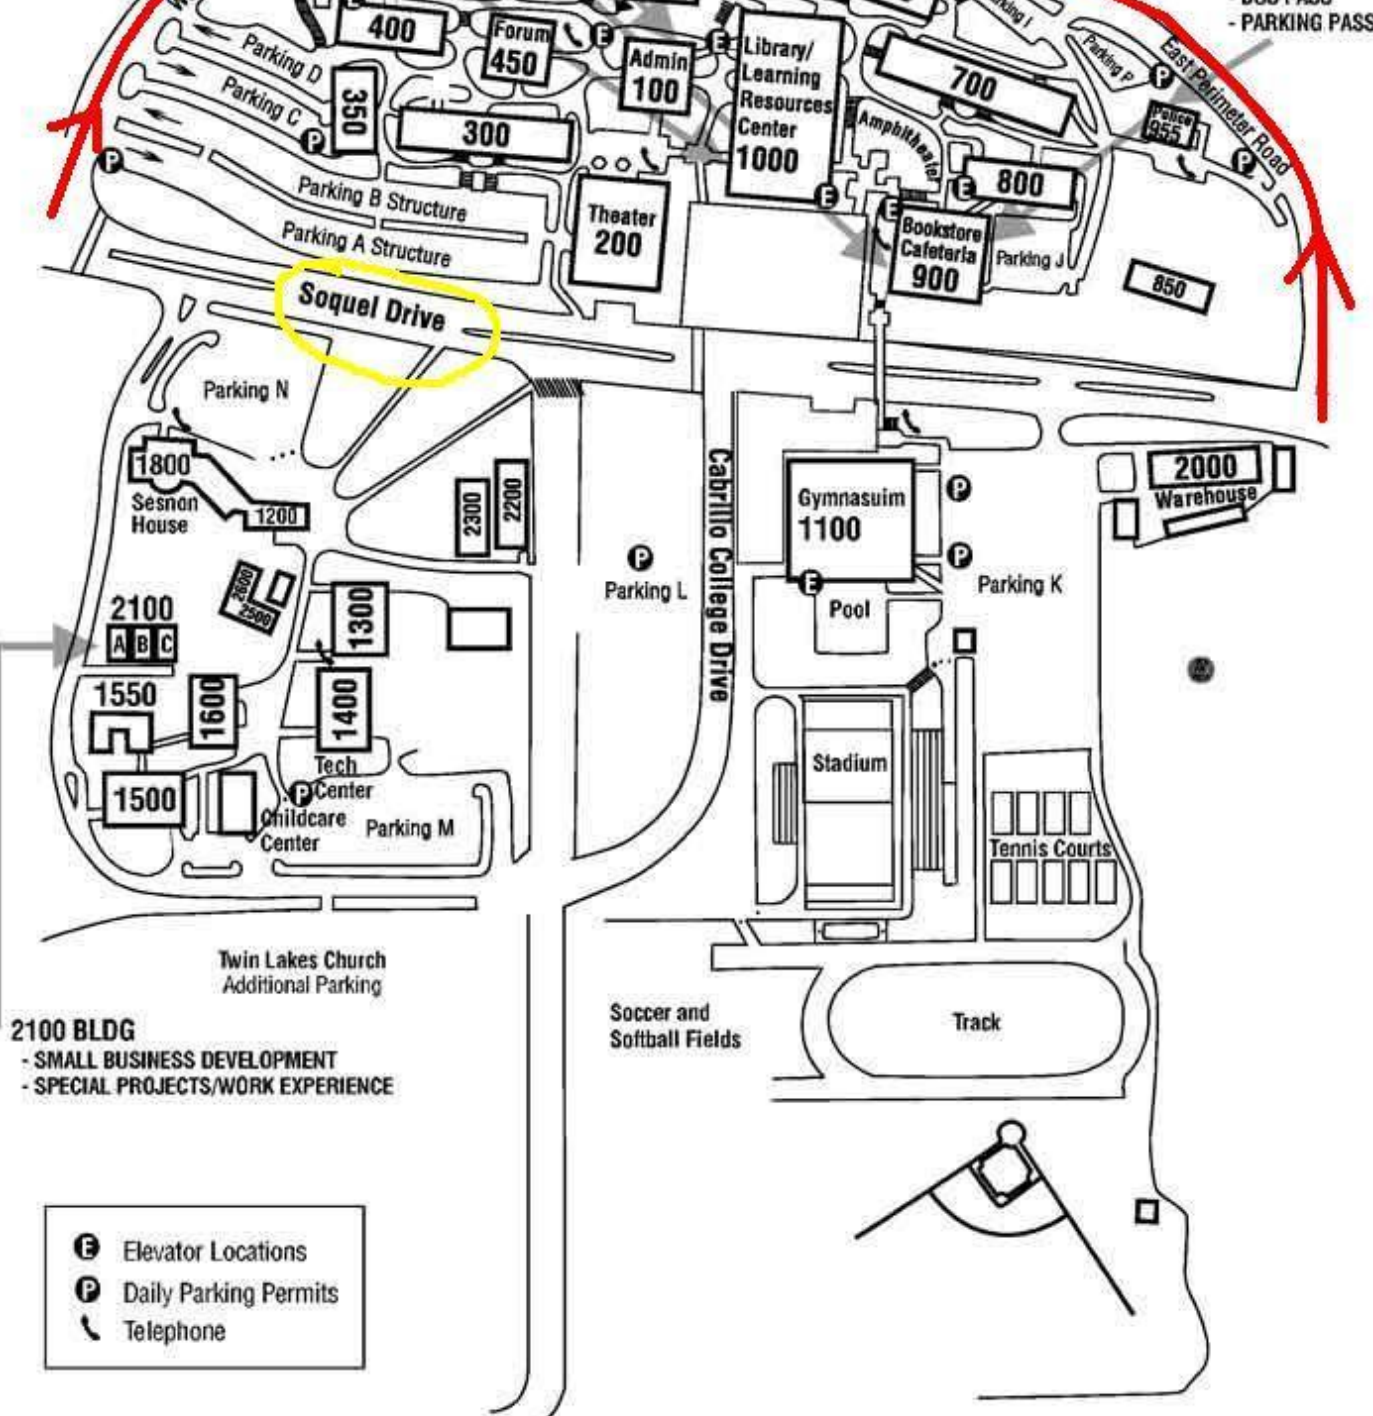 - PARKING PASS
400
Forum
450
Admin
100
Library/
Learning
Resources
Center
1000
700
Parking P
East Perimeter Road
Police
955
Parking D
Parking C
350
300
Amphitheater
800
Parking B Structure
Parking A Structure
Theater
200
Bookstore
Cafeteria
900
Parking J
850
Soquel Drive
Parking N
1800
Sesnon
House
1200
2300
2200
Cabrillo College Drive
Gymnasuim
1100
2000
Warehouse
Parking L
Parking K
Pool
2600
2500
2100
A B C
1300
1550
1600
1400
Tech
Center
1500
Childcare
Center
Parking M
Stadium
Tennis Courts
Twin Lakes Church
Additional Parking
Soccer and
Softball Fields
Track
2100 BLDG
- SMALL BUSINESS DEVELOPMENT
- SPECIAL PROJECTS/WORK EXPERIENCE
E Elevator Locations
P Daily Parking Permits
Telephone